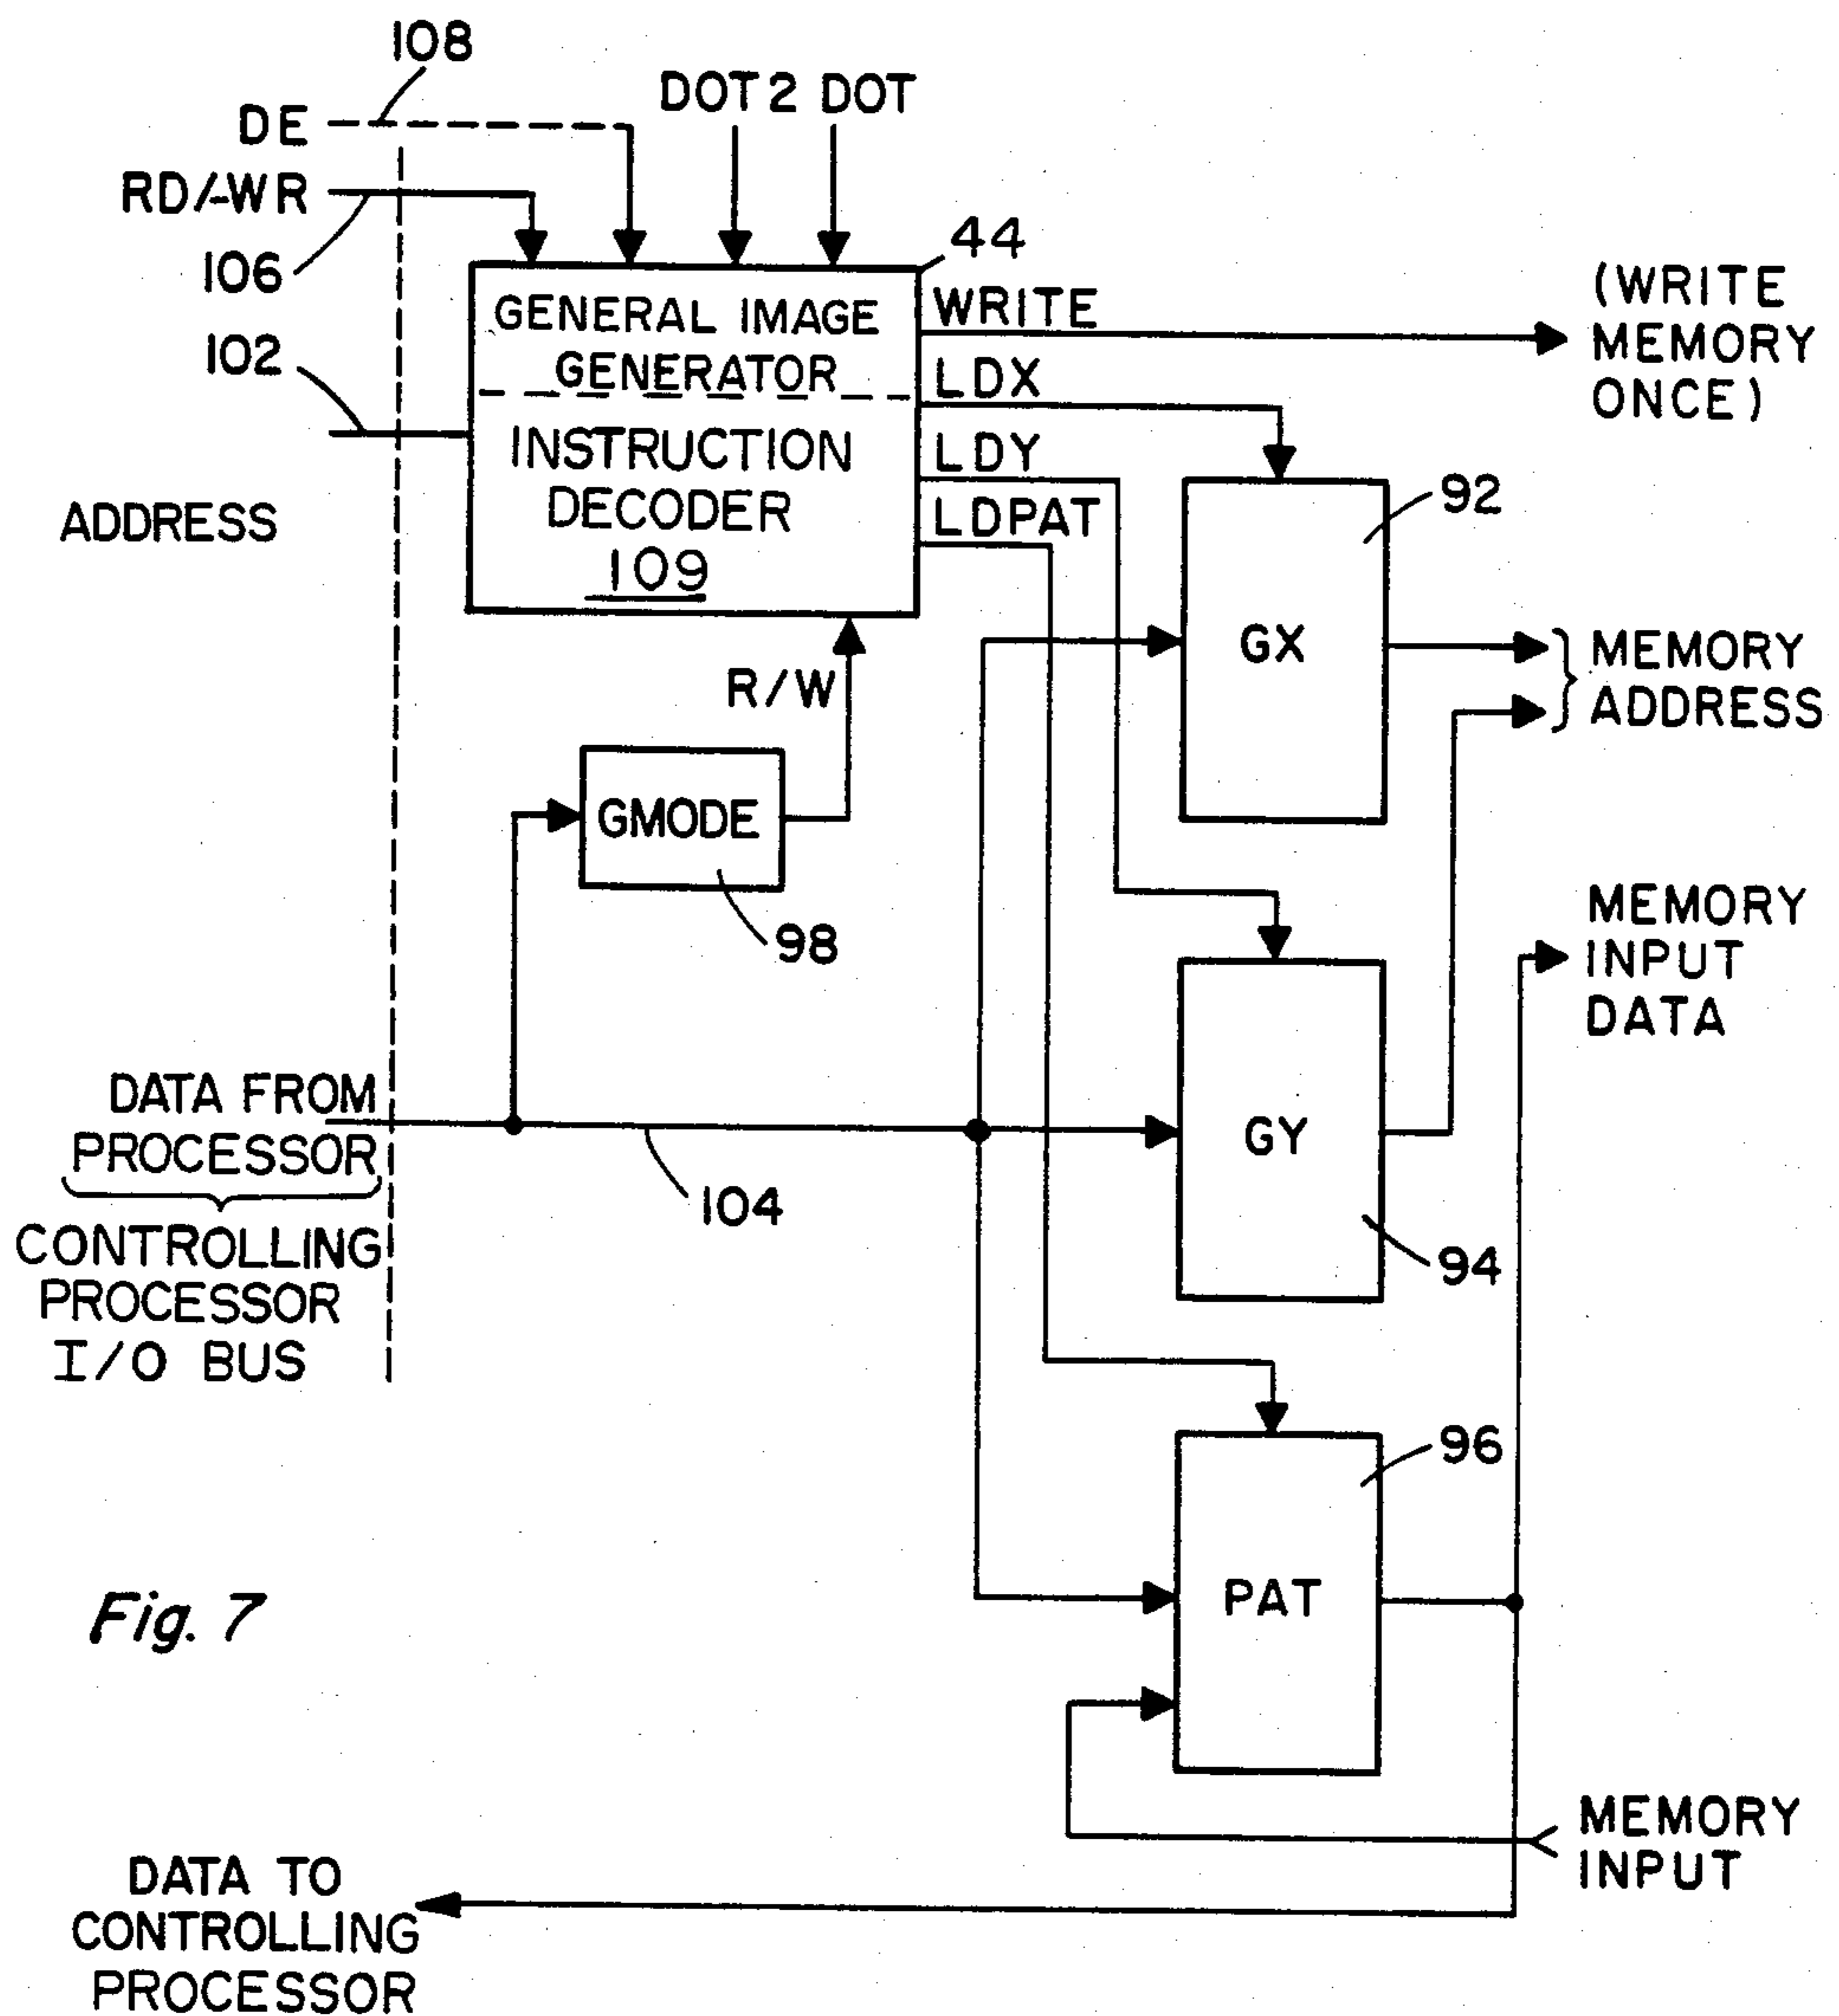 108
DE
DOT2 DOT
RD/-WR
106
44
102
GENERAL IMAGE
GENERATOR
INSTRUCTION
DECODER
109
WRITE
LDX
LDY
LDPAT
(WRITE
MEMORY
ONCE)
ADDRESS
92
GX
R/W
MEMORY
ADDRESS
GMODE
98
MEMORY
INPUT
DATA
DATA FROM
PROCESSOR
CONTROLLING
PROCESSOR
I/O BUS
104
GY
94
96
PAT
Fig. 7
MEMORY
INPUT
DATA TO
CONTROLLING
PROCESSOR